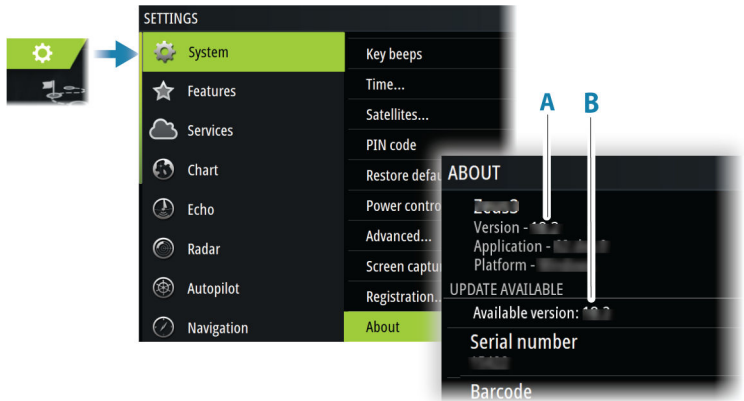 SETTINGS
System
Features
Services
Chart
Echo
Radar
Autopilot
Navigation
Key beeps
Time...
Satellites...
PIN code
Restore defau
Power contro
Advanced...
Screen captu
Registration..
About
A
B
ABOUT
Version -
Application -
Platform -
UPDATE AVAILABLE
Available version:
Serial number
Barcode